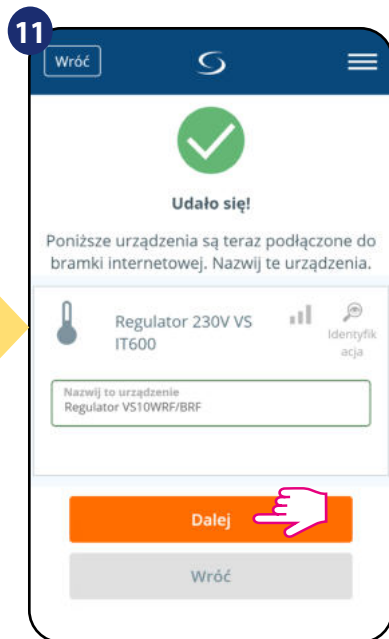 11
Wróć
Udało się!
Poniższe urządzenia są teraz podłączone do
bramki internetowej. Nazwij te urządzenia.
Regulator 230V VS
IT600
Identyfik
acja
Nazwij to urządzenie
Regulator VS10WRF/BRF
Dalej
Wróć